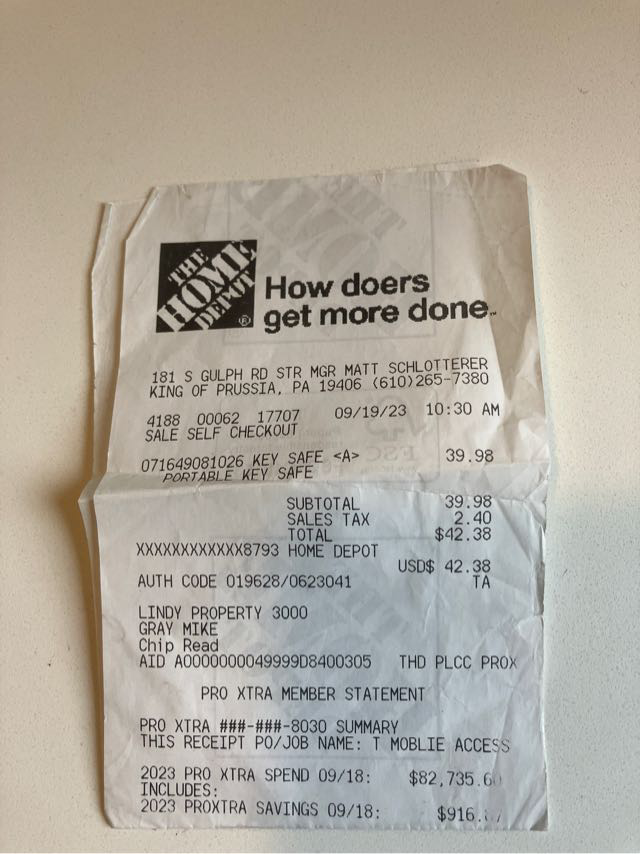 THE
HOME
DEPOT
®
How doers
get more done™
181 S GULPH RD STR MGR MATT SCHLOTTERER
KING OF PRUSSIA, PA 19406 (610)265-7380
4188 00062 17707 09/19/23 10:30 AM
SALE SELF CHECKOUT
071649081026 KEY SAFE <A> 39.98
PORTABLE KEY SAFE
SUBTOTAL 39.98
SALES TAX 2.40
TOTAL $42.38
XXXXXXXXXXXX8793 HOME DEPOT
USD$ 42.38
AUTH CODE 019628/0623041 TA
LINDY PROPERTY 3000
GRAY MIKE
Chip Read
AID A0000000049999D8400305 THD PLCC PROX
PRO XTRA MEMBER STATEMENT
PRO XTRA ###-###-8030 SUMMARY
THIS RECEIPT PO/JOB NAME: T MOBLIE ACCESS
2023 PRO XTRA SPEND 09/18: $82,735.60
INCLUDES:
2023 PROXTRA SAVINGS 09/18: